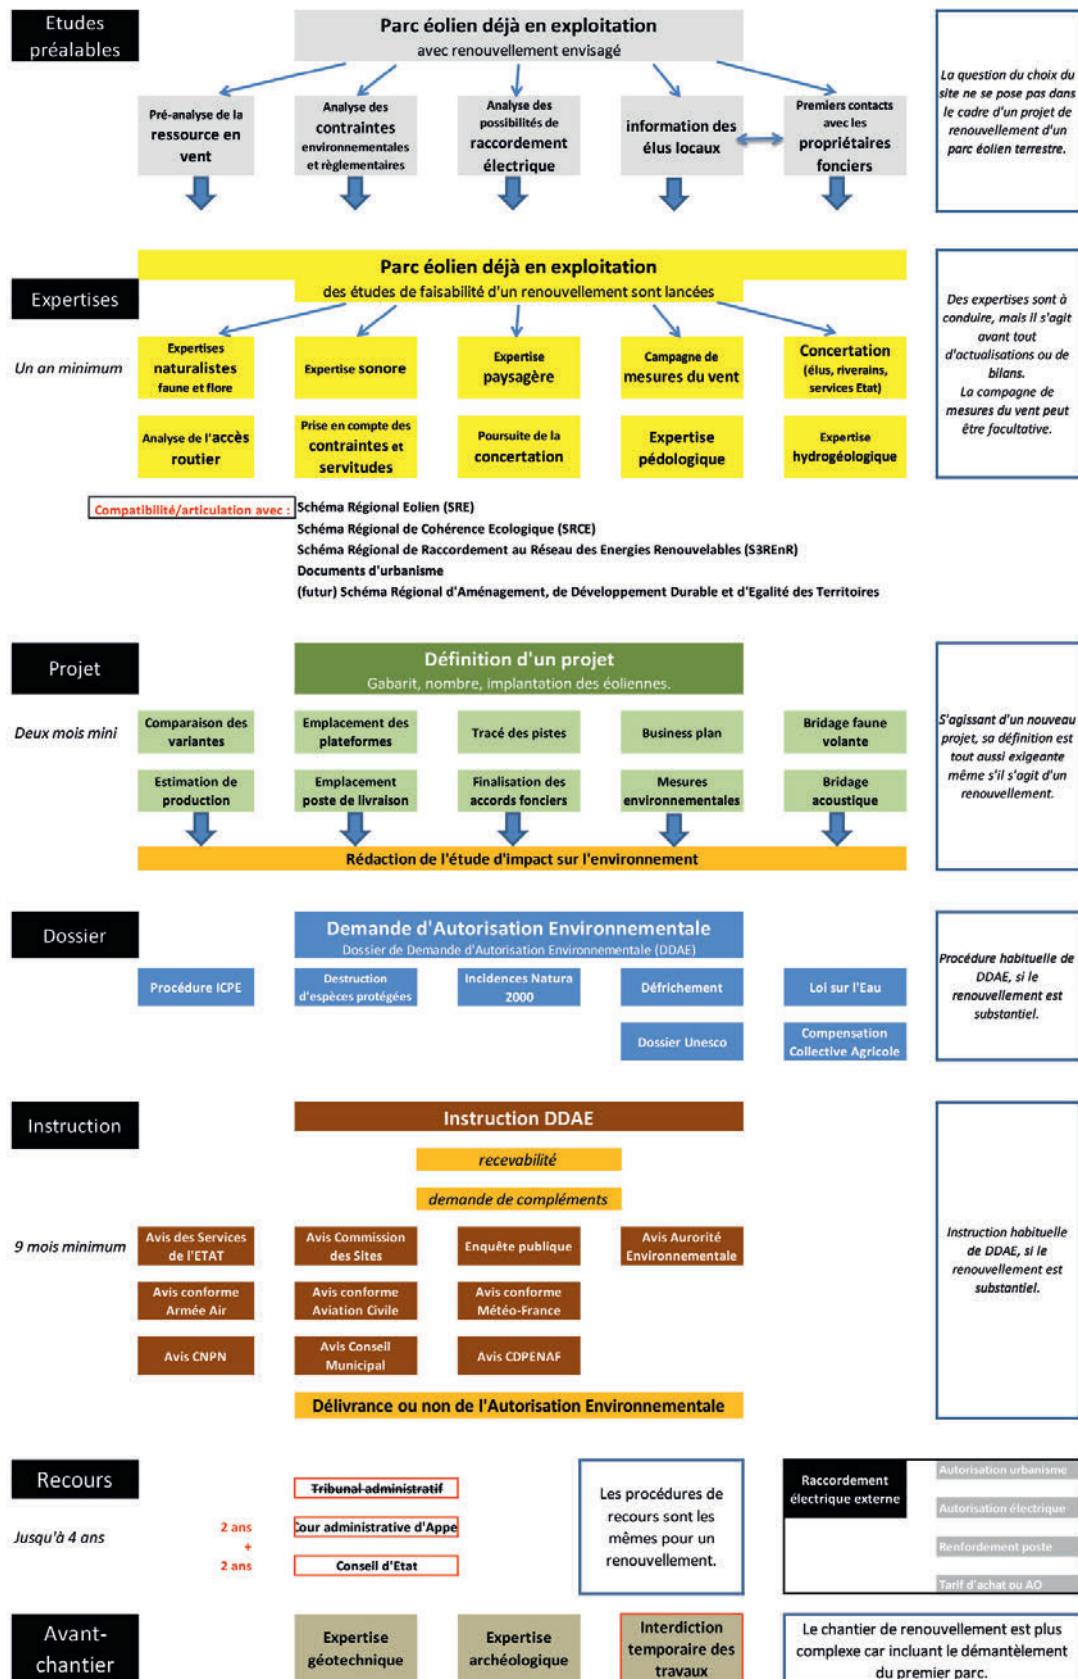 Etudes
préalables
Parc éolien déjà en exploitation
avec renouvellement envisagé
Pré-analyse de la
ressource en
vent
Analyse des
contraintes
environnementales
et règlementaires
Analyse des
possibilités de
raccordement
électrique
information des
élus locaux
Premiers contacts
avec les
propriétaires
fonciers
La question du choix du
site ne se pose pas dans
le cadre d'un projet de
renouvellement d'un
parc éolien terrestre.
Parc éolien déjà en exploitation
des études de faisabilité d'un renouvellement sont lancées
Expertises
Un an minimum
Expertises
naturalistes
faune et flore
Expertise sonore
Expertise
paysagère
Campagne de
mesures du vent
Concertation
(élus, riverains,
services Etat)
Analyse de l'accès
routier
Prise en compte des
contraintes et
servitudes
Poursuite de la
concertation
Expertise
pédologique
Expertise
hydrogéologique
Des expertises sont à
conduire, mais il s'agit
avant tout
d'actualisations ou de
bilans.
La campagne de
mesures du vent peut
être facultative.
Compatibilité/articulation avec :
Schéma Régional Eolien (SRE)
Schéma Régional de Cohérence Ecologique (SRCE)
Schéma Régional de Raccordement au Réseau des Energies Renouvelables (S3REnR)
Documents d'urbanisme
(futur) Schéma Régional d'Aménagement, de Développement Durable et d'Egalité des Territoires
Projet
Deux mois mini
Définition d'un projet
Gabarit, nombre, implantation des éoliennes.
Comparaison des
variantes
Emplacement des
plateformes
Tracé des pistes
Business plan
Bridage faune
volante
Estimation de
production
Emplacement
poste de livraison
Finalisation des
accords fonciers
Mesures
environnementales
Bridage
acoustique
Rédaction de l'étude d'impact sur l'environnement
S'agissant d'un nouveau
projet, sa définition est
tout aussi exigeante
même s'il s'agit d'un
renouvellement.
Dossier
Demande d'Autorisation Environnementale
Dossier de Demande d'Autorisation Environnementale (DDAE)
Procédure ICPE
Destruction
d'espèces protégées
Incidences Natura
2000
Défrichement
Loi sur l'Eau
Dossier Unesco
Compensation
Collective Agricole
Procédure habituelle de
DDAE, si le
renouvellement est
substantiel.
Instruction
9 mois minimum
Instruction DDAE
recevabilité
demande de compléments
Avis des Services
de l'ETAT
Avis Commission
des Sites
Enquête publique
Avis Aurorité
Environnementale
Avis conforme
Armée Air
Avis conforme
Aviation Civile
Avis conforme
Météo-France
Avis CNPN
Avis Conseil
Municipal
Avis CDPENAF
Délivrance ou non de l'Autorisation Environnementale
Instruction habituelle
de DDAE, si le
renouvellement est
substantiel.
Recours
Jusqu'à 4 ans
Tribunal administratif
2 ans
Cour administrative d'Appe
+
2 ans
Conseil d'Etat
Les procédures de
recours sont les
mêmes pour un
renouvellement.
Raccordement
électrique externe
Autorisation urbanisme
Autorisation électrique
Renfordement poste
Tarif d'achat ou AO
Avant-
chantier
Expertise
géotechnique
Expertise
archéologique
Interdiction
temporaire des
travaux
Le chantier de renouvellement est plus
complexe car incluant le démantèlement
du premier parc.